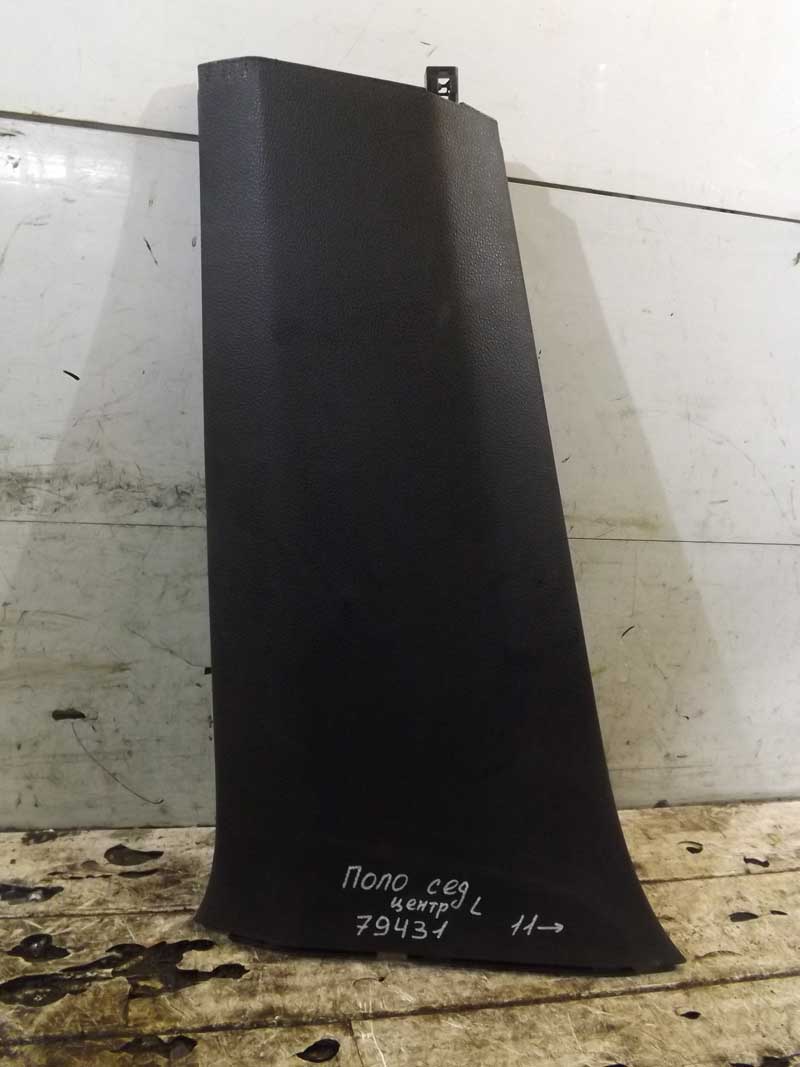 Поло сед
центр L
79431 11→